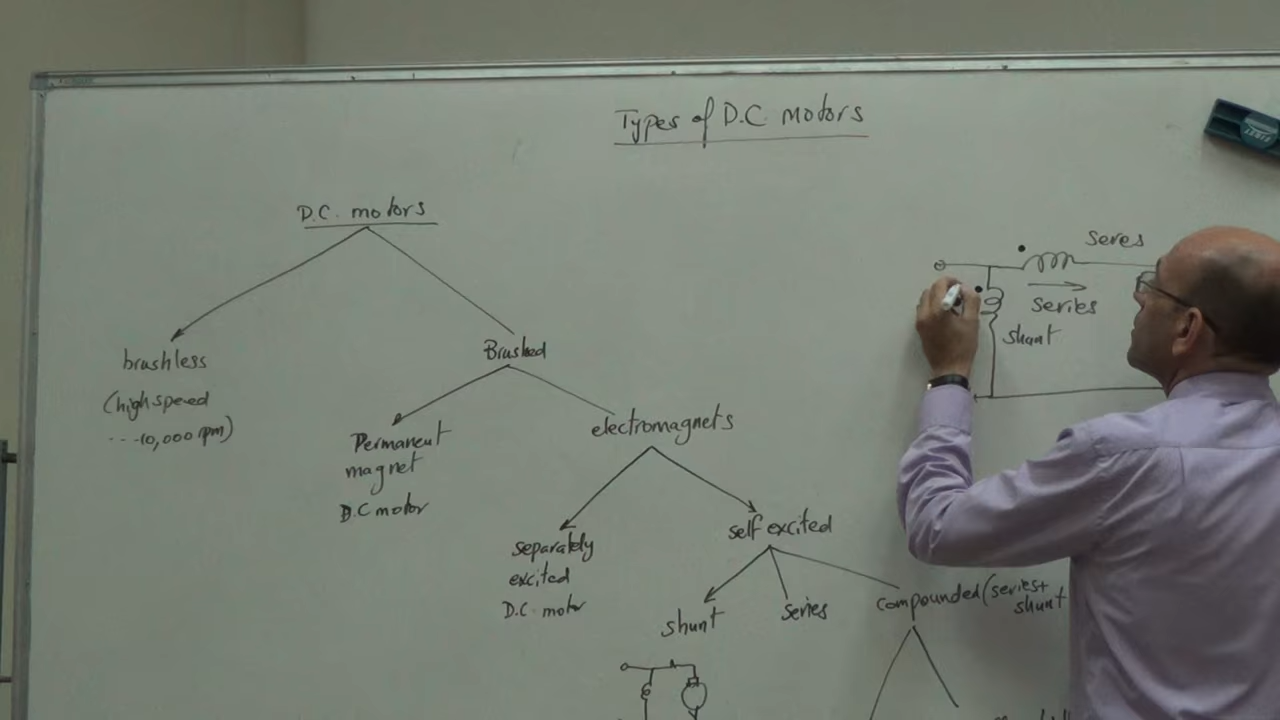 Types of D.C. motors
D.C. motors
Seres
series
shunt
brushless
(high speed
---10,000 rpm)
Brushed
Permanent
magnet
D.C motor
electromagnets
separately
excited
D.C. motor
self excited
shunt
series
compounded (series+
shunt